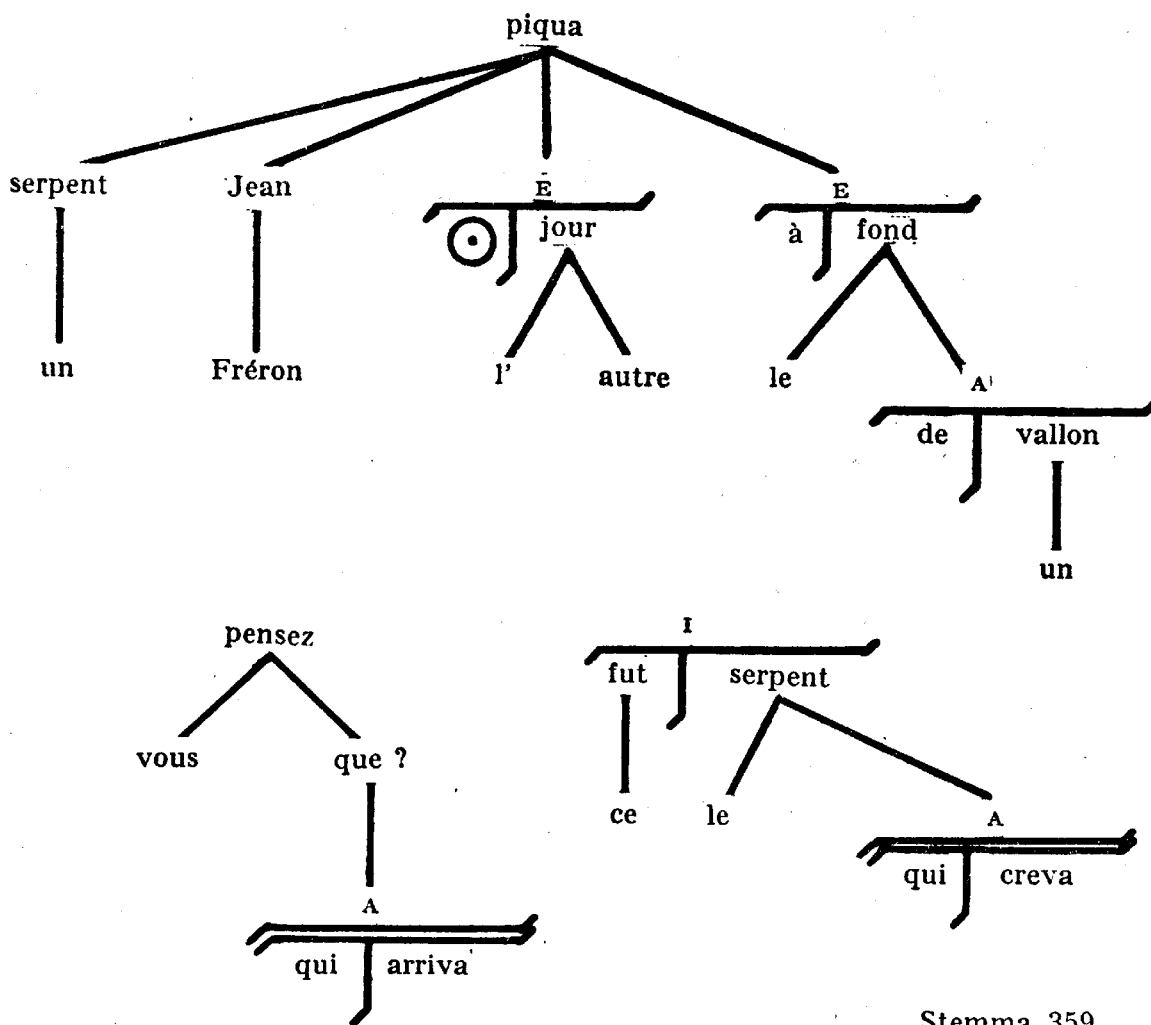 piqua
serpent Jean E E
jour à fond
un Fréron l' autre le A
de vallon
un
pensez I
fut serpent
vous que ?
ce le A
qui creva
A
qui arriva
Stemma 359